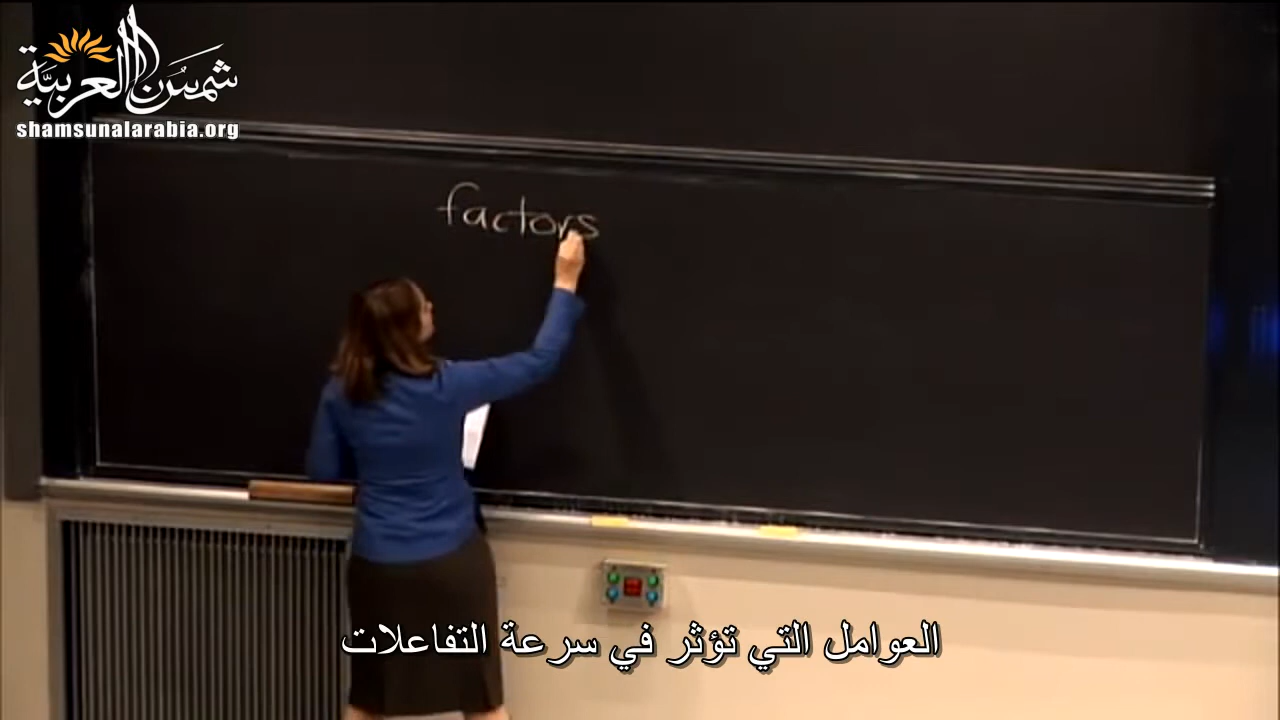 شمس العربية
shamsunalarabia.org
factors
العوامل التي تؤثر في سرعة التفاعلات